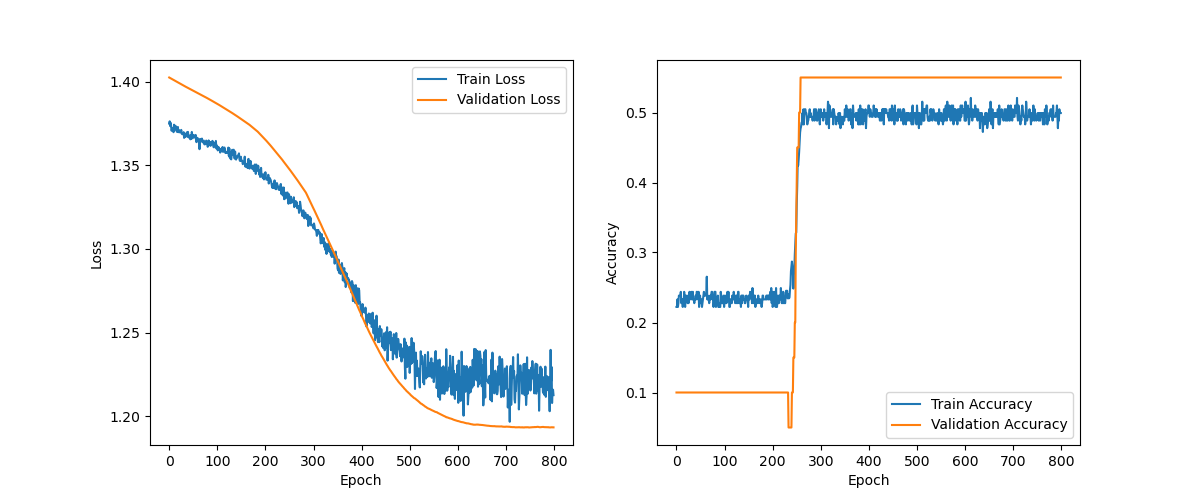 1.40
1.35
1.30
1.25
1.20
Loss
0 100 200 300 400 500 600 700 800
Epoch
Train Loss
Validation Loss
0.5
0.4
0.3
0.2
0.1
Accuracy
0 100 200 300 400 500 600 700 800
Epoch
Train Accuracy
Validation Accuracy